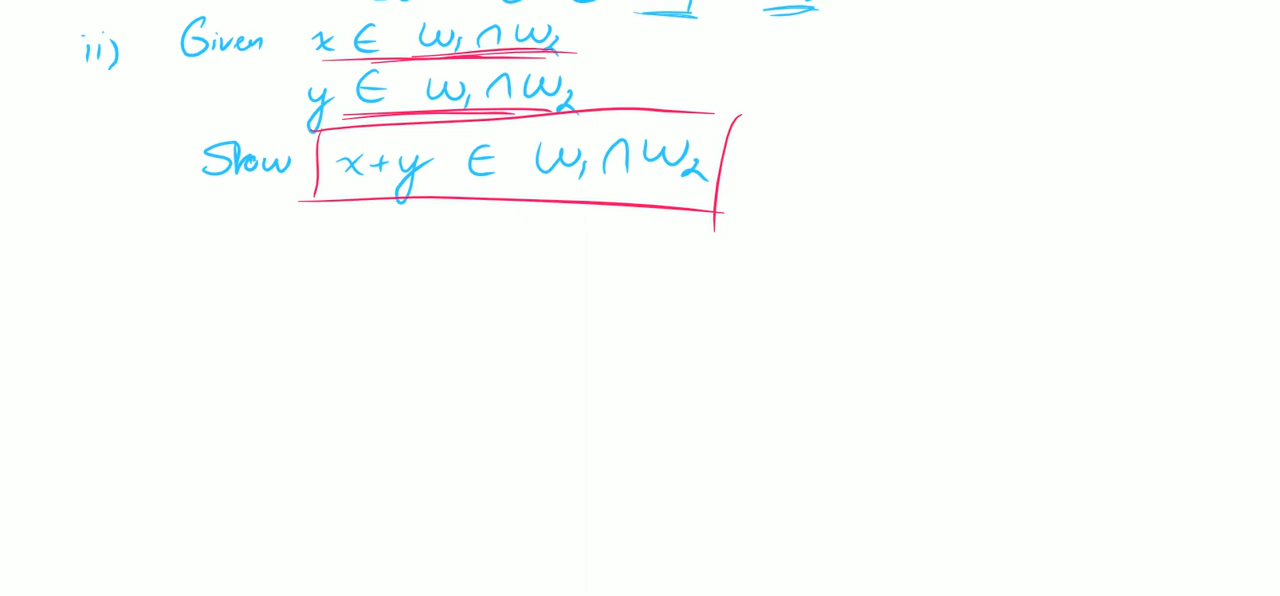 ii) Given x ∈ W₁ ∩ W₂
y ∈ W₁ ∩ W₂
Show x+y ∈ W₁ ∩ W₂